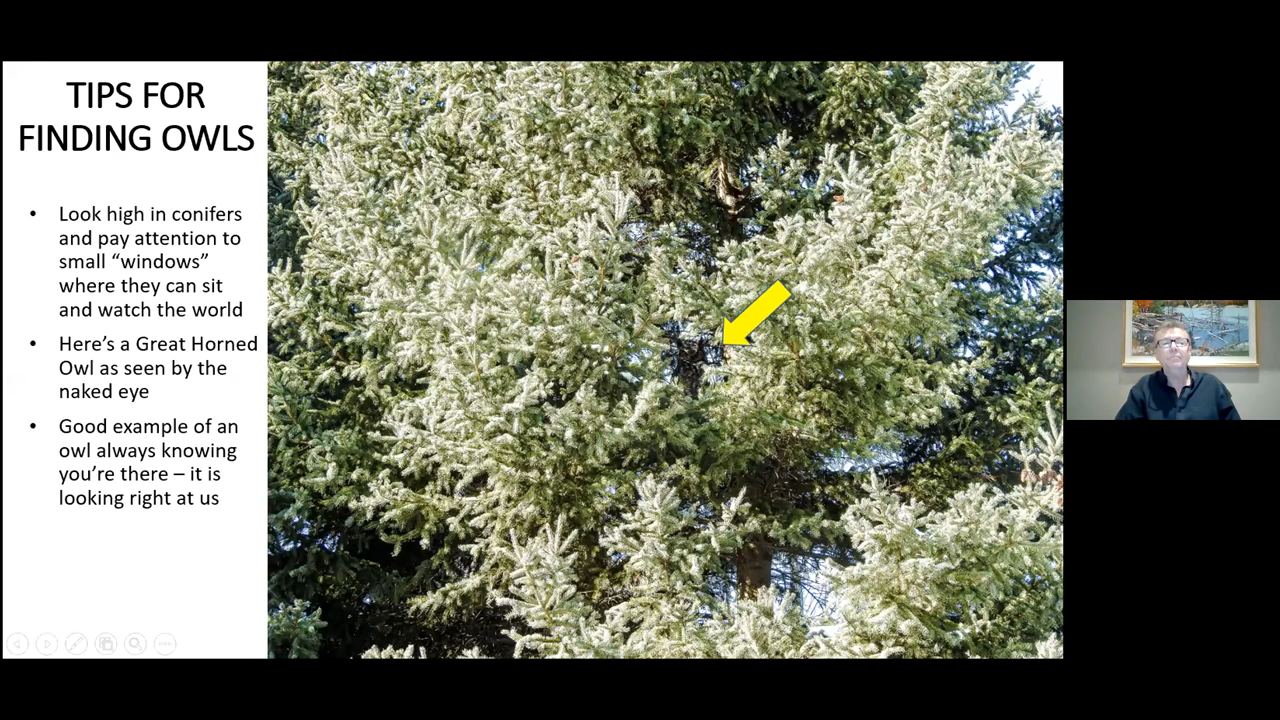 TIPS FOR
FINDING OWLS
• Look high in conifers
and pay attention to
small “windows”
where they can sit
and watch the world
• Here’s a Great Horned
Owl as seen by the
naked eye
• Good example of an
owl always knowing
you’re there – it is
looking right at us